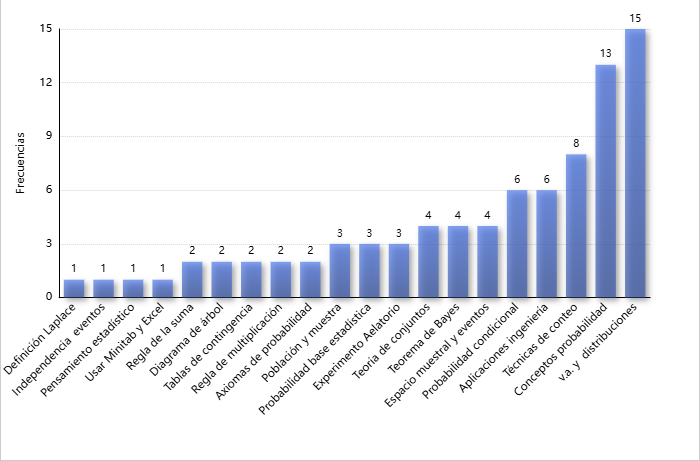 Frecuencias
15
12
9
6
3
0
1
1
1
1
2
2
2
2
2
3
3
3
4
4
4
6
6
8
13
15
Definición Laplace
Independencia eventos
Pensamiento estadístico
Usar Minitab y Excel
Regla de la suma
Diagrama de árbol
Tablas de contingencia
Regla de multiplicación
Axiomas de probabilidad
Población y muestra
Probabilidad base estadística
Experimento Aelatorio
Teoria de conjuntos
Teorema de Bayes
Espacio muestral y eventos
Probabilidad condicional
Aplicaciones ingenieria
Técnicas de conteo
Conceptos probabilidad
v.a. y distribuciones